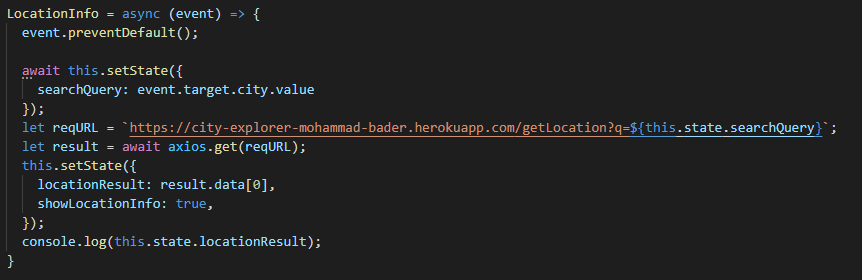 LocationInfo = async (event) => {
  event.preventDefault();

  await this.setState({
    searchQuery: event.target.city.value
  });
  let reqURL = `https://city-explorer-mohammad-bader.herokuapp.com/getLocation?q=${this.state.searchQuery}`;
  let result = await axios.get(reqURL);
  this.setState({
    locationResult: result.data[0],
    showLocationInfo: true,
  });
  console.log(this.state.locationResult);
}